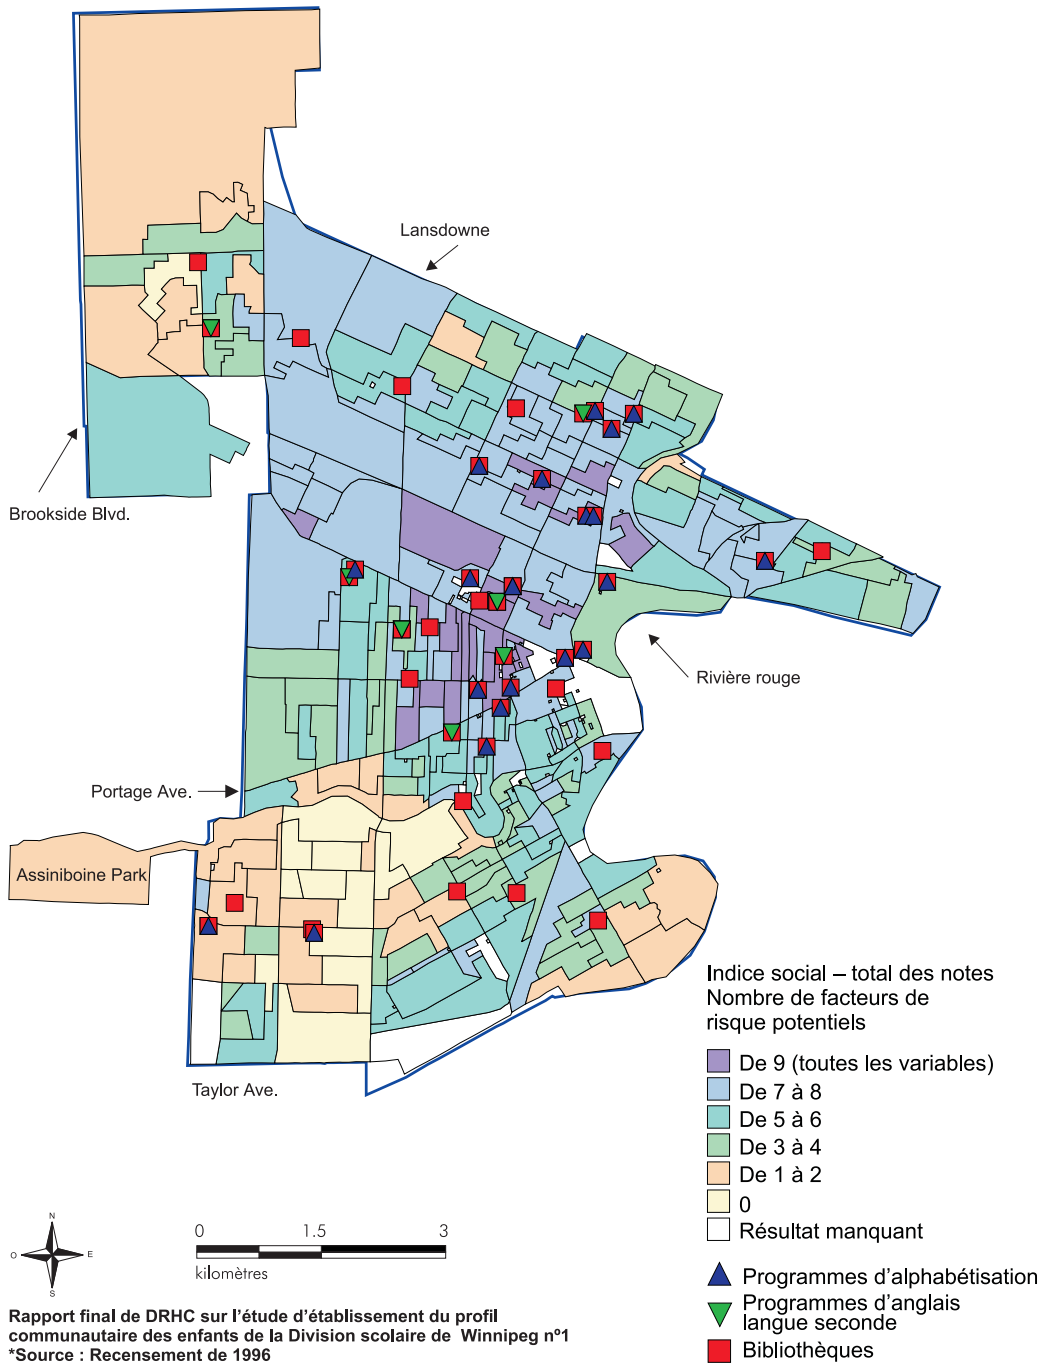 Lansdowne
Brookside Blvd.
Rivière rouge
Portage Ave.
Assiniboine Park
Taylor Ave.
Indice social – total des notes
Nombre de facteurs de
risque potentiels
De 9 (toutes les variables)
De 7 à 8
De 5 à 6
De 3 à 4
De 1 à 2
0
Résultat manquant
Programmes d'alphabétisation
Programmes d'anglais
langue seconde
Bibliothèques
N
O
E
S
0 1.5 3
kilomètres
Rapport final de DRHC sur l'étude d'établissement du profil
communautaire des enfants de la Division scolaire de Winnipeg nº1
*Source : Recensement de 1996